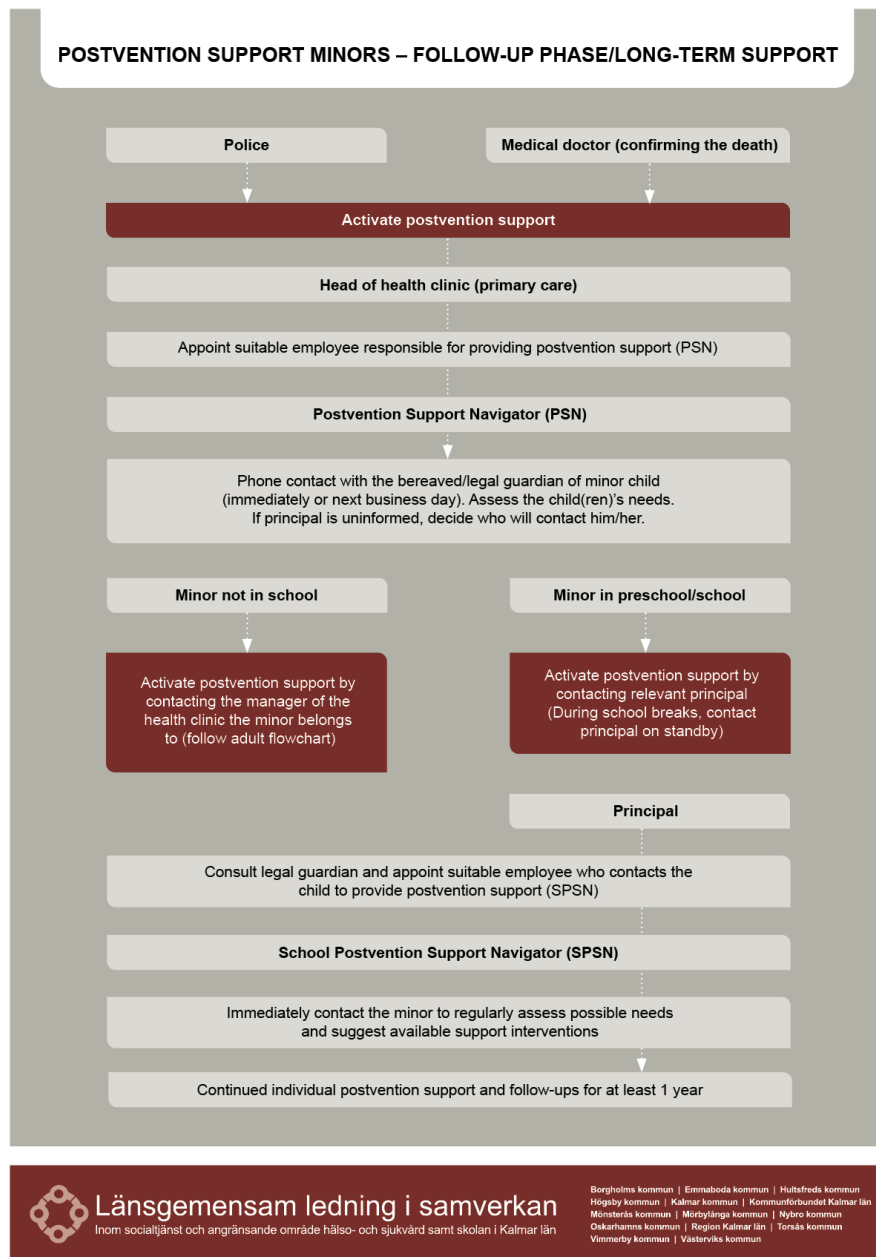 POSTVENTION SUPPORT MINORS – FOLLOW-UP PHASE/LONG-TERM SUPPORT
Police
Medical doctor (confirming the death)
Activate postvention support
Head of health clinic (primary care)
Appoint suitable employee responsible for providing postvention support (PSN)
Postvention Support Navigator (PSN)
Phone contact with the bereaved/legal guardian of minor child
(immediately or next business day). Assess the child(ren)’s needs.
If principal is uninformed, decide who will contact him/her.
Minor not in school
Activate postvention support by
contacting the manager of the
health clinic the minor belongs
to (follow adult flowchart)
Minor in preschool/school
Activate postvention support by
contacting relevant principal
(During school breaks, contact
principal on standby)
Principal
Consult legal guardian and appoint suitable employee who contacts the
child to provide postvention support (SPSN)
School Postvention Support Navigator (SPSN)
Immediately contact the minor to regularly assess possible needs
and suggest available support interventions
Continued individual postvention support and follow-ups for at least 1 year
Länsgemensam ledning i samverkan
Inom socialtjänst och angränsande område hälso- och sjukvård samt skolan i Kalmar län
Borgholms kommun | Emmaboda kommun | Hultsfreds kommun
Högsby kommun | Kalmar kommun | Kommunförbundet Kalmar län
Mönsterås kommun | Mörbylånga kommun | Nybro kommun
Oskarhamns kommun | Region Kalmar län | Torsås kommun
Vimmerby kommun | Västerviks kommun